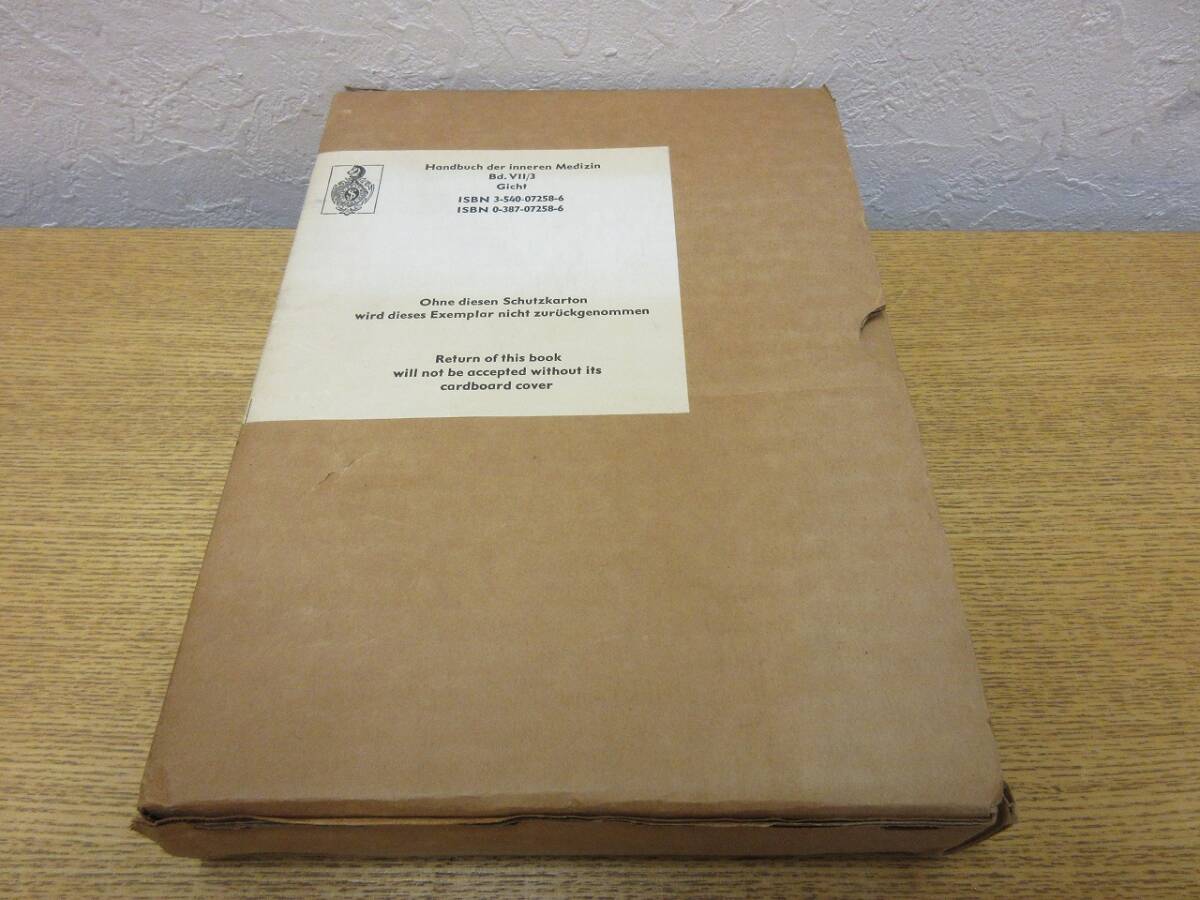 Handbuch der inneren Medizin
Bd. VII/3
Gicht
ISBN 3-540-07258-6
ISBN 0-387-07258-6
Ohne diesen Schutzkarton
wird dieses Exemplar nicht zurückgenommen
Return of this book
will not be accepted without its
cardboard cover